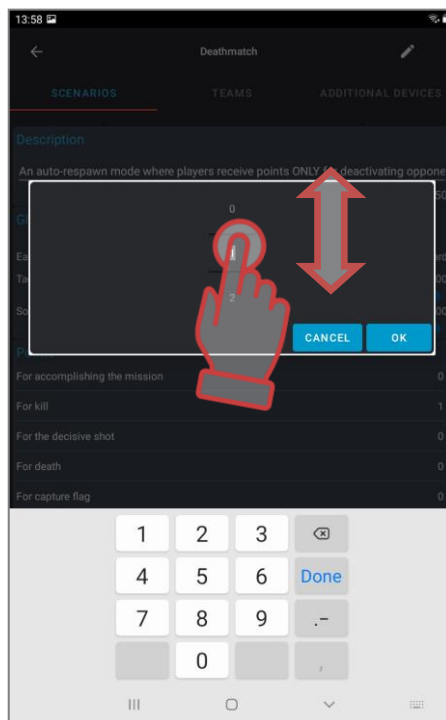 13:58
Deathmatch
SCENARIOS TEAMS ADDITIONAL DEVICES
Description
An auto-respawn mode where players receive points ONLY for deactivating
0
1
2
CANCEL OK
For accomplishing the mission 0
For kill 1
For the decisive shot 0
For death 0
For capture flag 0
1 2 3
4 5 6 Done
7 8 9 .-
0 ,